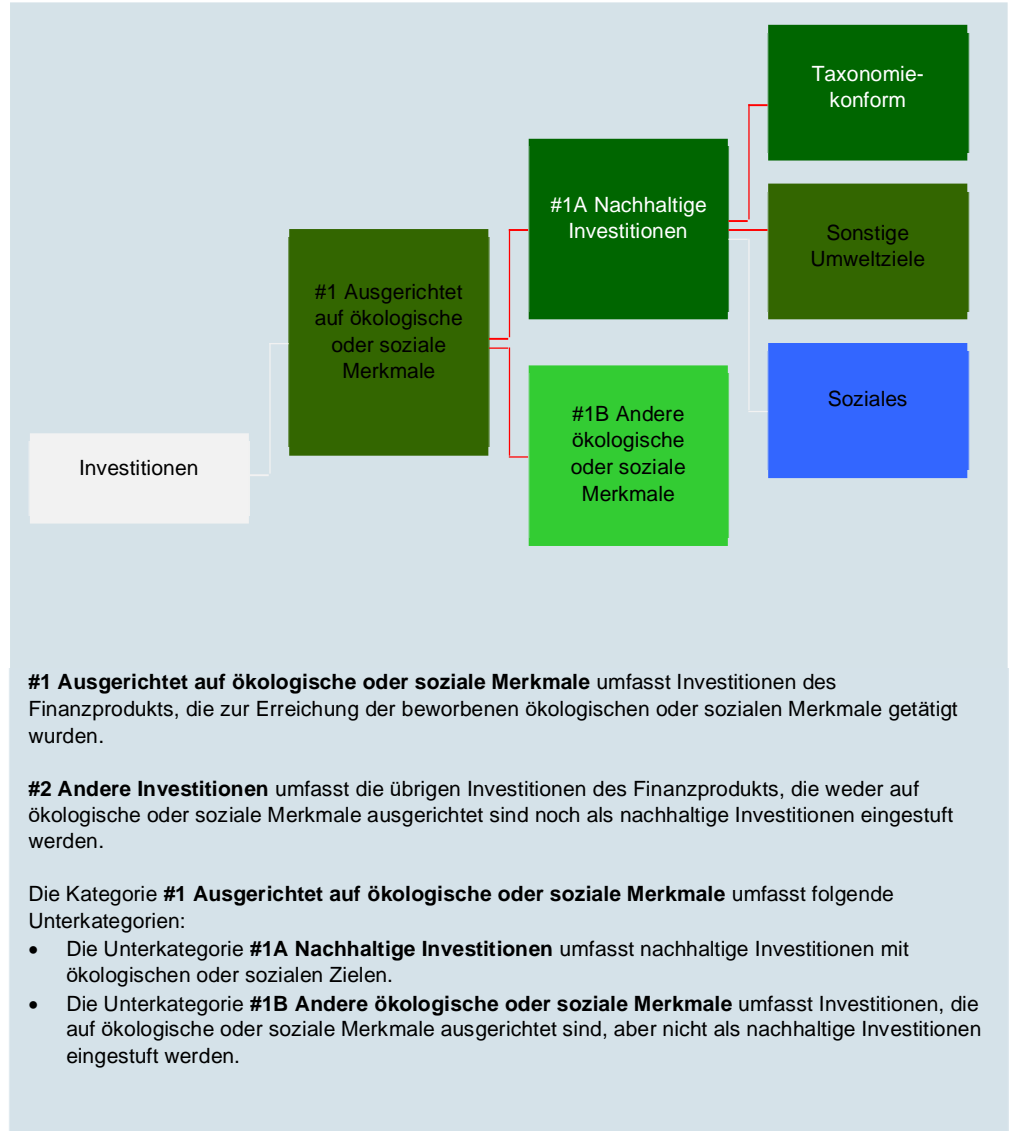 Taxonomie-
konform
#1A Nachhaltige
Investitionen
Sonstige
Umweltziele
#1 Ausgerichtet
auf ökologische
oder soziale
Merkmale
Soziales
#1B Andere
ökologische
oder soziale
Merkmale
Investitionen
#1 Ausgerichtet auf ökologische oder soziale Merkmale umfasst Investitionen des
Finanzprodukts, die zur Erreichung der beworbenen ökologischen oder sozialen Merkmale getätigt
wurden.
#2 Andere Investitionen umfasst die übrigen Investitionen des Finanzprodukts, die weder auf
ökologische oder soziale Merkmale ausgerichtet sind noch als nachhaltige Investitionen eingestuft
werden.
Die Kategorie #1 Ausgerichtet auf ökologische oder soziale Merkmale umfasst folgende
Unterkategorien:
• Die Unterkategorie #1A Nachhaltige Investitionen umfasst nachhaltige Investitionen mit
ökologischen oder sozialen Zielen.
• Die Unterkategorie #1B Andere ökologische oder soziale Merkmale umfasst Investitionen, die
auf ökologische oder soziale Merkmale ausgerichtet sind, aber nicht als nachhaltige Investitionen
eingestuft werden.